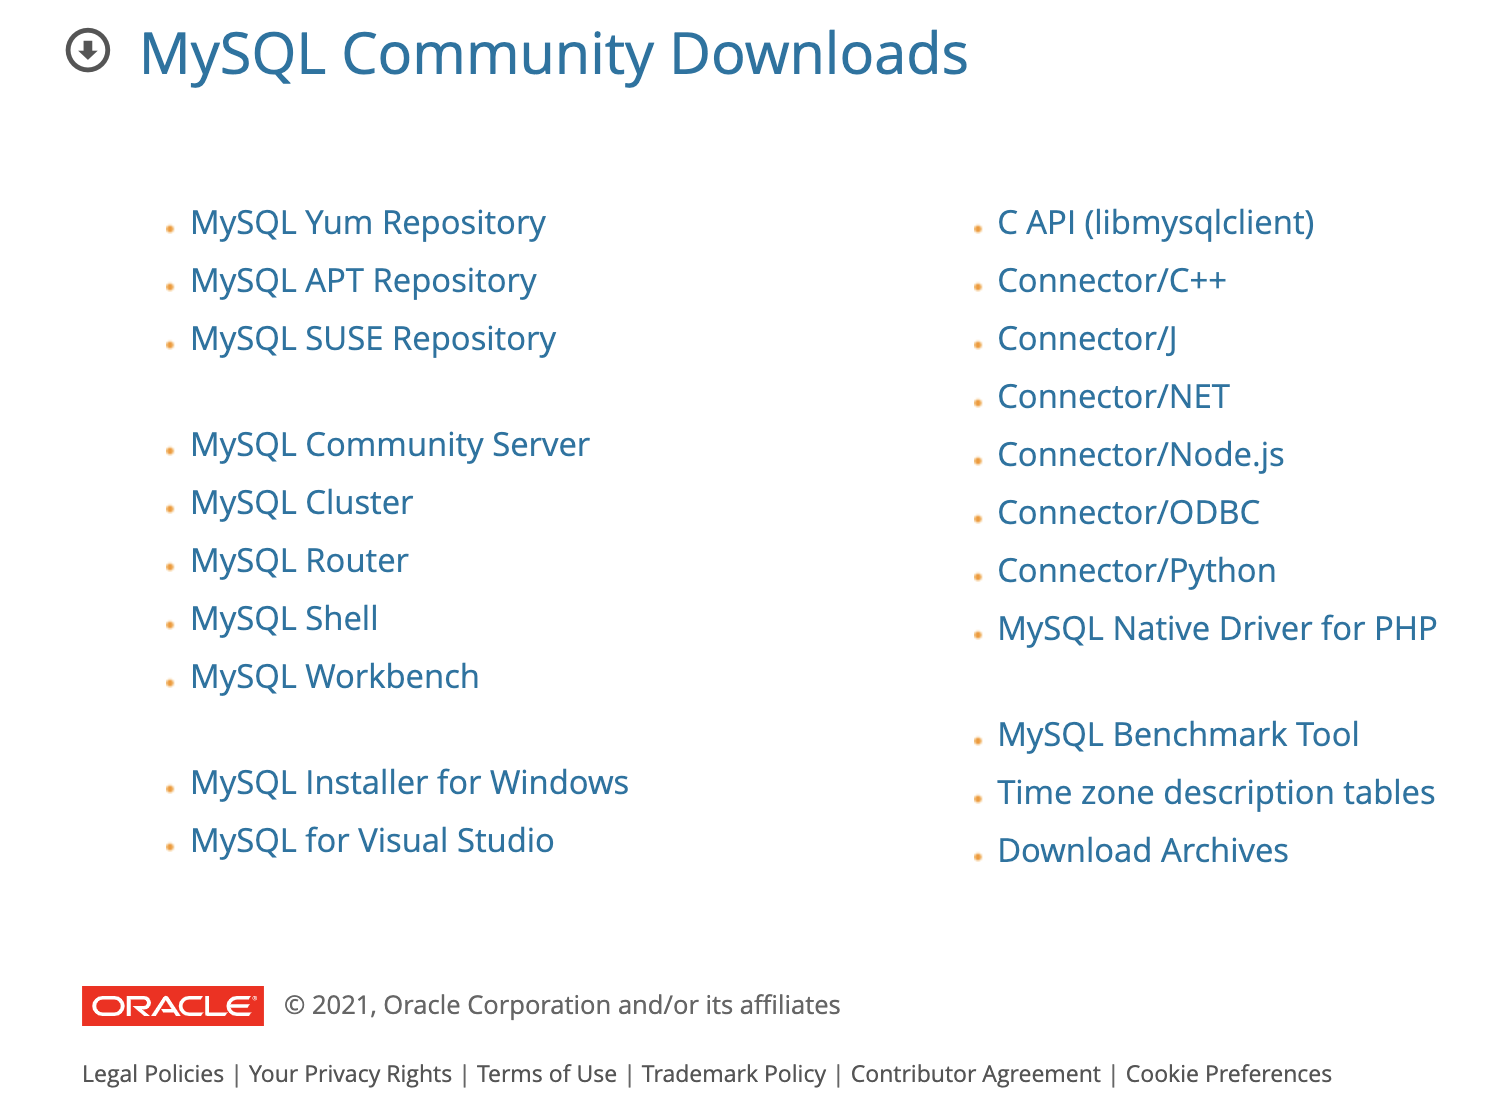 MySQL Community Downloads
MySQL Yum Repository
MySQL APT Repository
MySQL SUSE Repository
MySQL Community Server
MySQL Cluster
MySQL Router
MySQL Shell
MySQL Workbench
MySQL Installer for Windows
MySQL for Visual Studio
C API (libmysqlclient)
Connector/C++
Connector/J
Connector/NET
Connector/Node.js
Connector/ODBC
Connector/Python
MySQL Native Driver for PHP
MySQL Benchmark Tool
Time zone description tables
Download Archives
ORACLE® © 2021, Oracle Corporation and/or its affiliates
Legal Policies | Your Privacy Rights | Terms of Use | Trademark Policy | Contributor Agreement | Cookie Preferences